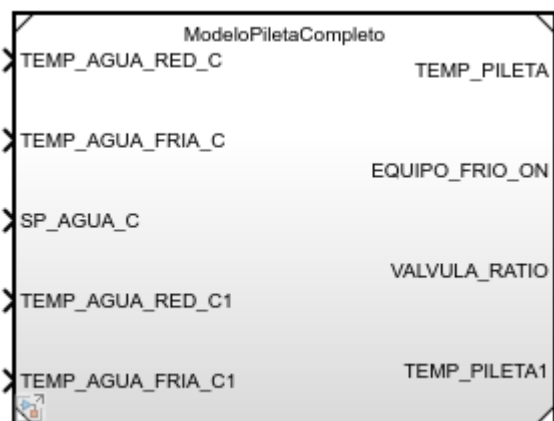 ModeloPiletaCompleto
TEMP_AGUA_RED_C
TEMP_PILETA
TEMP_AGUA_FRIA_C
EQUIPO_FRIO_ON
SP_AGUA_C
VALVULA_RATIO
TEMP_AGUA_RED_C1
TEMP_PILETA1
TEMP_AGUA_FRIA_C1